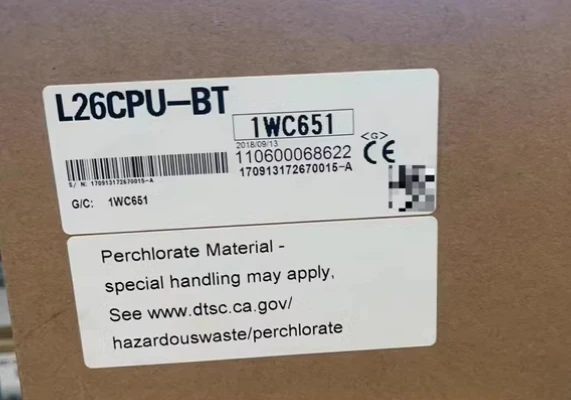 L26CPU-BT
1WC651
<G>
2018/09/13
110600068622
CE
S/N: 170913172670015-A
170913172670015-A
G/C: 1WC651
Perchlorate Material -
special handling may apply,
See www.dtsc.ca.gov/
hazardouswaste/perchlorate